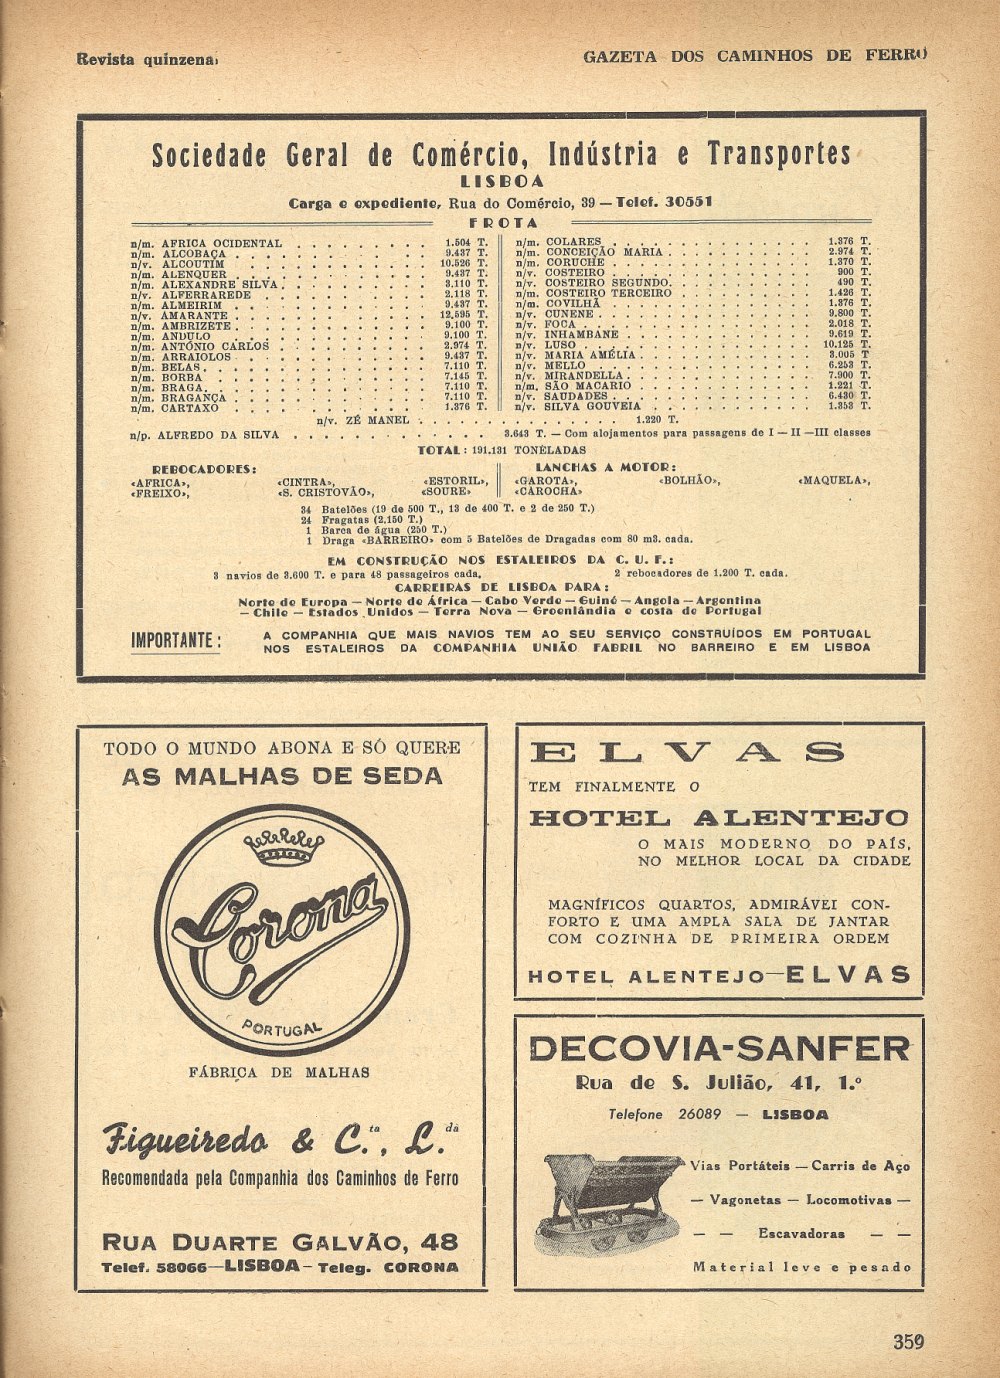 Revista quinzenal
GAZETA DOS CAMINHOS DE FERRO
Sociedade Geral de Comércio, Indústria e Transportes
LISBOA
Carga e expediente, Rua do Comércio, 39 — Telef. 30551
FROTA
n/m. AFRICA OCIDENTAL . . . . . . . . 1.504 T.
n/m. ALCOBAÇA . . . . . . . . 9.437 T.
n/v. ALCOUTIM . . . . . . . . 10.526 T.
n/m. ALENQUER . . . . . . . . 9.437 T.
n/m. ALEXANDRE SILVA . . . . . . . . 3.110 T.
n/v. ALFERRAREDE . . . . . . . . 2.118 T.
n/m. ALMEIRIM . . . . . . . . 9.437 T.
n/v. AMARANTE . . . . . . . . 12.595 T.
n/m. AMBRIZETE . . . . . . . . 9.100 T.
n/m. ANDULO . . . . . . . . 9.100 T.
n/m. ANTÓNIO CARLOS . . . . . . . . 2.974 T.
n/m. ARRAIOLOS . . . . . . . . 9.437 T.
n/m. BELAS . . . . . . . . 7.110 T.
n/m. BORBA . . . . . . . . 7.145 T.
n/m. BRAGA . . . . . . . . 7.110 T.
n/m. BRAGANÇA . . . . . . . . 7.110 T.
n/m. CARTAXO . . . . . . . . 1.376 T.
n/m. COLARES . . . . . . . . 1.376 T.
n/m. CONCEIÇÃO MARIA . . . . . . . . 2.974 T.
n/m. CORUCHE . . . . . . . . 1.370 T.
n/v. COSTEIRO . . . . . . . . 900 T.
n/v. COSTEIRO SEGUNDO . . . . . . . . 490 T.
n/m. COSTEIRO TERCEIRO . . . . . . . . 1.426 T.
n/m. COVILHÃ . . . . . . . . 1.376 T.
n/v. CUNENE . . . . . . . . 9.800 T.
n/v. FOCA . . . . . . . . 2.018 T.
n/v. INHAMBANE . . . . . . . . 9.619 T.
n/v. LUSO . . . . . . . . 10.125 T.
n/v. MARIA AMÉLIA . . . . . . . . 3.005 T
n/v. MELLO . . . . . . . . 6.253 T.
n/v. MIRANDELLA . . . . . . . . 7.900 T.
n/m. SÃO MACARIO . . . . . . . . 1.221 T.
n/v. SAUDADES . . . . . . . . 6.430 T.
n/v. SILVA GOUVEIA . . . . . . . . 1.353 T.
n/v. ZÉ MANEL . . . . . . . . 1.220 T.
n/p. ALFREDO DA SILVA . . . . . . . . 3.643 T. — Com alojamentos para passagens de I — II —III classes
TOTAL : 191.131 TONELADAS
REBOCADORES:
«AFRICA», «CINTRA», «ESTORIL»,
«FREIXO», «S. CRISTOVÃO», «SOURE»
LANCHAS A MOTOR:
«GAROTA», «BOLHÃO», «MAQUELA»,
«CAROCHA»
34 Batelões (19 de 500 T., 13 de 400 T. e 2 de 250 T.)
24 Fragatas (2.150 T.)
1 Barca de água (250 T.)
1 Draga «BARREIRO» com 5 Batelões de Dragadas com 80 m3. cada.
EM CONSTRUÇÃO NOS ESTALEIROS DA C. U. F.:
3 navios de 3.600 T. e para 48 passageiros cada, 2 rebocadores de 1.200 T. cada.
CARREIRAS DE LISBOA PARA:
Norte de Europa — Norte de África — Cabo Verde — Guiné — Angola — Argentina
— Chile — Estados Unidos — Terra Nova — Groenlândia e costa de Portugal
IMPORTANTE: A COMPANHIA QUE MAIS NAVIOS TEM AO SEU SERVIÇO CONSTRUÍDOS EM PORTUGAL
NOS ESTALEIROS DA COMPANHIA UNIÃO FABRIL NO BARREIRO E EM LISBOA
TODO O MUNDO ABONA E SÓ QUERE
AS MALHAS DE SEDA
Corona
PORTUGAL
FÁBRIÇA DE MALHAS
Figueiredo & C.ta, L.da
Recomendada pela Companhia dos Caminhos de Ferro
RUA DUARTE GALVÃO, 48
Telef. 58066—LISBOA—Teleg. CORONA
ELVAS
TEM FINALMENTE O
HOTEL ALENTEJO
O MAIS MODERNO DO PAÍS,
NO MELHOR LOCAL DA CIDADE
MAGNÍFICOS QUARTOS, ADMIRÁVEI CON-
FORTO E UMA AMPLA SALA DE JANTAR
COM COZINHA DE PRIMEIRA ORDEM
HOTEL ALENTEJO—ELVAS
DECOVIA-SANFER
Rua de S. Julião, 41, 1.º
Telefone 26089 — LISBOA
Vias Portáteis — Carris de Aço
— Vagonetas — Locomotivas —
— — Escavadoras — —
Material leve e pesado
359